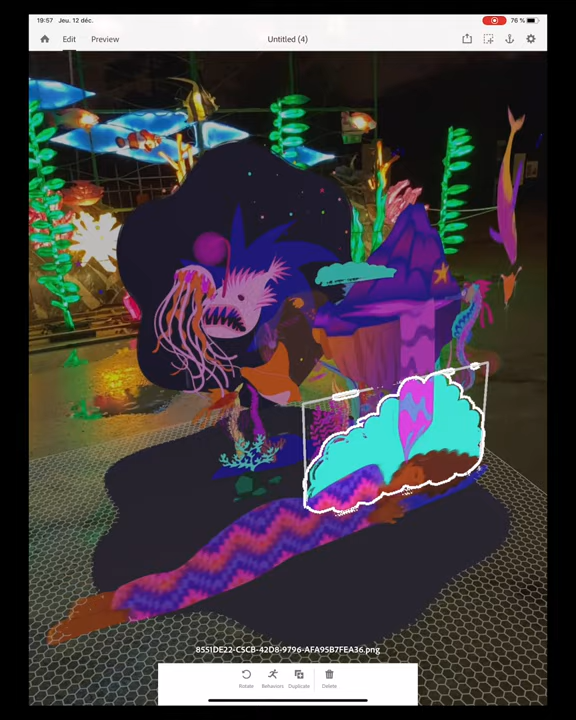 19:57 Jeu. 12 déc.
76 %
Edit Preview Untitled (4)
8551DE22-C5CB-42D8-9796-AFA95B7FEA36.png
Rotate Behaviors Duplicate Delete